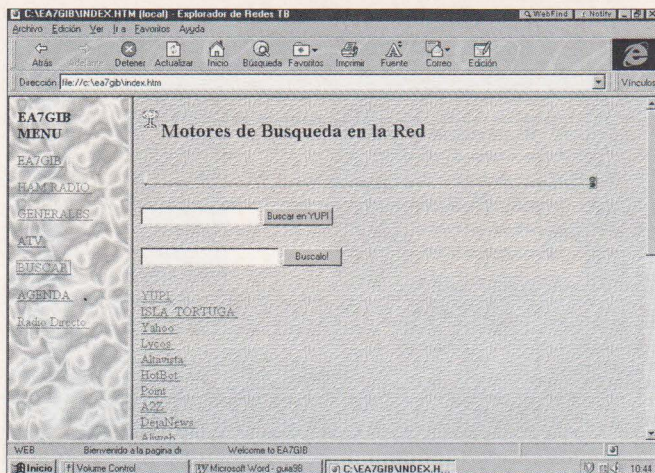 C:\EA7GIB\INDEX.HTM (local) - Explorador de Redes TB
WebFind
Notify
Archivo Edición Ver Ir a Favoritos Ayuda
Atrás Adelante Detener Actualizar Inicio Búsqueda Favoritos Imprimir Fuente Correo Edición
Dirección file://c:\ea7gib\index.htm
Vínculos
EA7GIB
MENU
EA7GIB
HAM RADIO
GENERALES
ATV
BUSCAR
AGENDA
Radio Directo
Motores de Busqueda en la Red
Buscar en YUPI
Buscalo!
YUPI
ISLA TORTUGA
Yahoo
Lycos
Altavista
HotBot
Point
A2Z
DejaNews
Aliweb
WEB Bienvenido a la pagina di Welcome to EA7GIB
Inicio Volume Control Microsoft Word - guia98 C:\EA7GIB\INDEX.H... 10:44